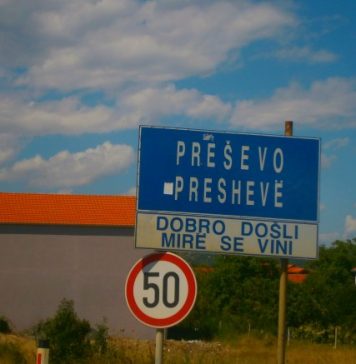 PREŠEVO
PRESHEVË
DOBRO DOŠLI
MIRË SE VINI
50